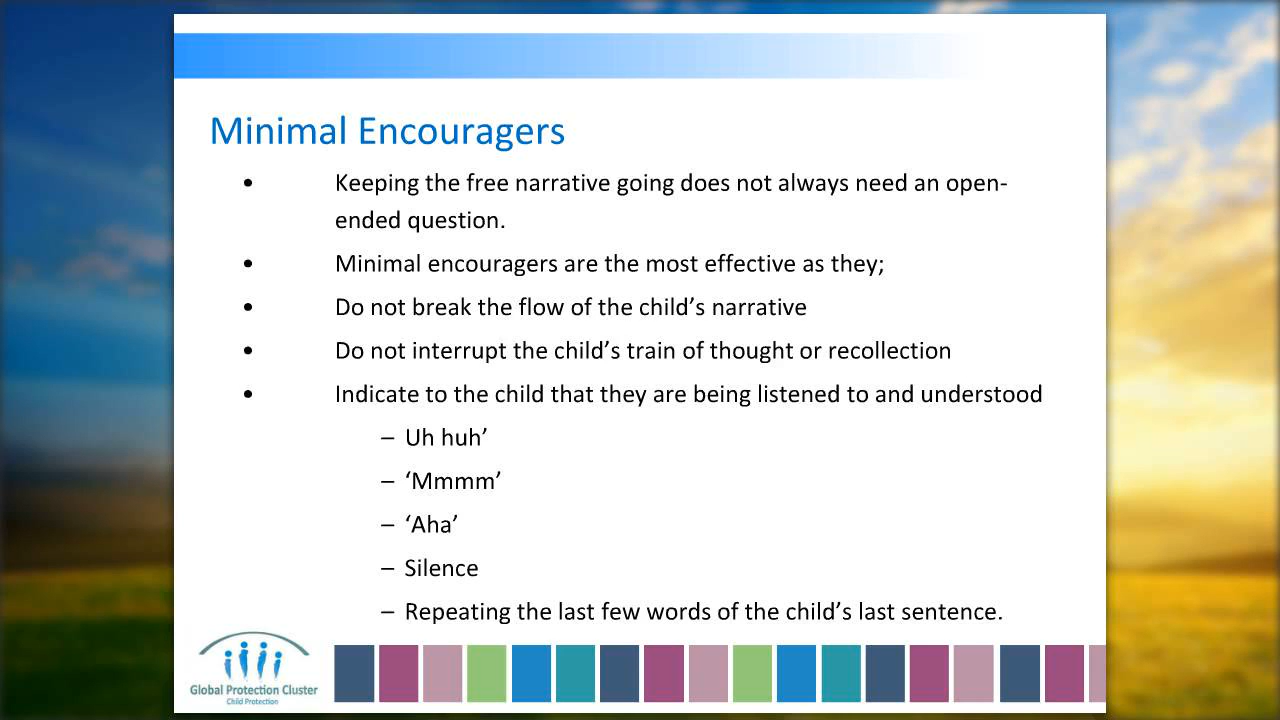 Minimal Encouragers
• Keeping the free narrative going does not always need an open-
ended question.
• Minimal encouragers are the most effective as they;
• Do not break the flow of the child’s narrative
• Do not interrupt the child’s train of thought or recollection
• Indicate to the child that they are being listened to and understood
– Uh huh’
– ‘Mmmm’
– ‘Aha’
– Silence
– Repeating the last few words of the child’s last sentence.
Global Protection Cluster
Child Protection